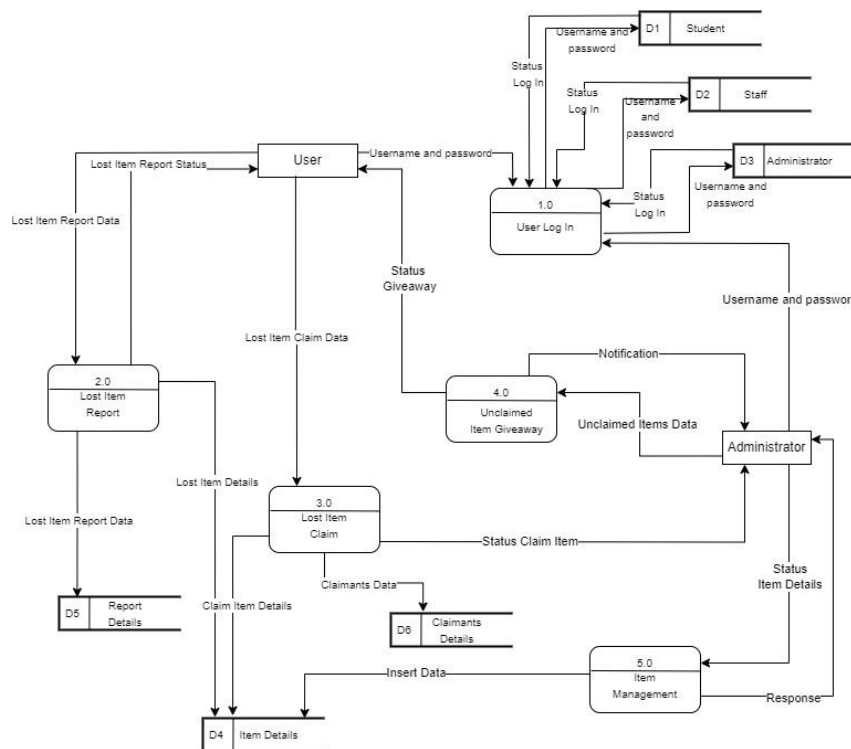 D1 Student
Username and
password
Status
Log In
D2 Staff
Status
Log In
Username
and
password
D3 Administrator
Username and
password
Status
Log In
Lost Item Report Status
User
Username and password
1.0
User Log In
Lost Item Report Data
Status
Giveaway
Username and passwor
Lost Item Claim Data
2.0
Lost Item
Report
4.0
Unclaimed
Item Giveaway
Notification
Unclaimed Items Data
Administrator
Lost Item Details
3.0
Lost Item
Claim
Lost Item Report Data
Status Claim Item
Status
Item Details
Claimants Data
D5 Report
Details
Claim Item Details
D6 Claimants
Details
5.0
Item
Management
Insert Data
Response
D4 Item Details